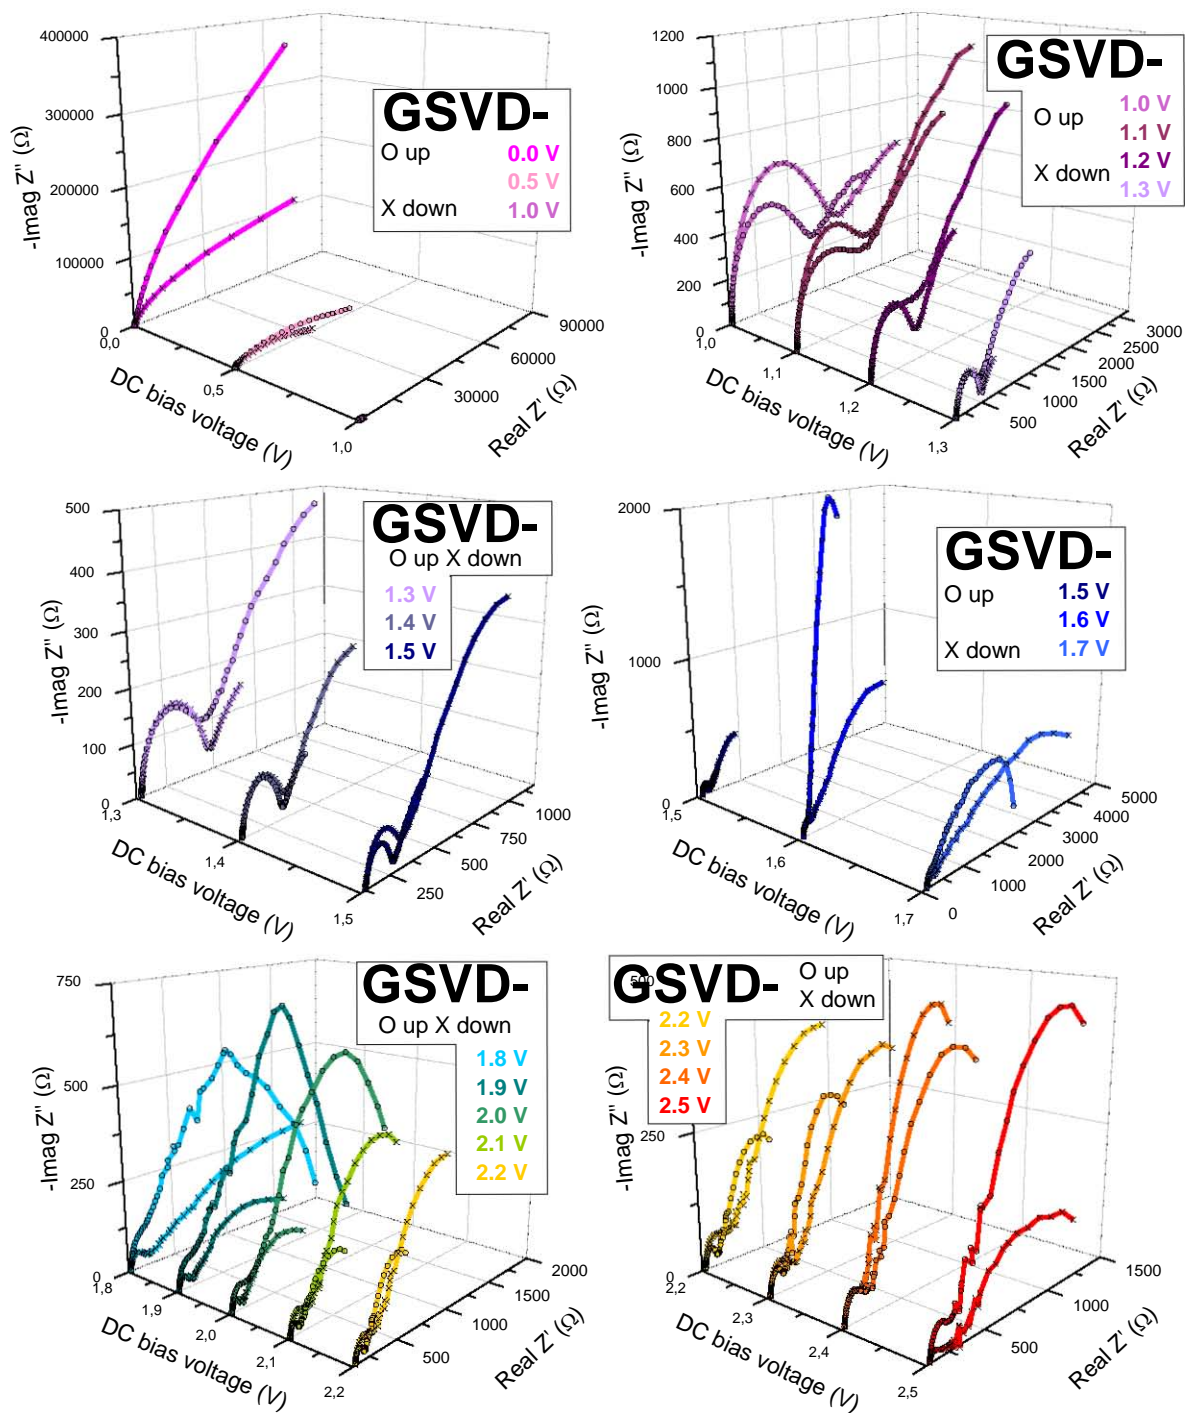 400000
300000
200000
100000
0
-Imag Z'' (Ω)
GSVD-
O up 0.0 V
0.5 V
X down 1.0 V
0,0
0,5
1,0
DC bias voltage (V)
30000
60000
90000
Real Z' (Ω)
1200
1000
800
600
400
200
0
-Imag Z'' (Ω)
GSVD-
1.0 V
O up 1.1 V
1.2 V
X down 1.3 V
1,0
1,1
1,2
1,3
DC bias voltage (V)
500
1000
1500
2000
2500
3000
Real Z' (Ω)
500
400
300
200
100
0
-Imag Z'' (Ω)
GSVD-
O up X down
1.3 V
1.4 V
1.5 V
1,3
1,4
1,5
DC bias voltage (V)
250
500
750
1000
Real Z' (Ω)
2000
1000
0
-Imag Z'' (Ω)
GSVD-
O up 1.5 V
1.6 V
X down 1.7 V
1,5
1,6
1,7
DC bias voltage (V)
0
1000
2000
3000
4000
5000
Real Z' (Ω)
750
500
250
0
-Imag Z'' (Ω)
GSVD-
O up X down
1.8 V
1.9 V
2.0 V
2.1 V
2.2 V
1,8
1,9
2,0
2,1
2,2
DC bias voltage (V)
500
1000
1500
2000
Real Z' (Ω)
500
250
0
-Imag Z'' (Ω)
GSVD-
O up
X down
2.2 V
2.3 V
2.4 V
2.5 V
2,2
2,3
2,4
2,5
DC bias voltage (V)
500
1000
1500
Real Z' (Ω)